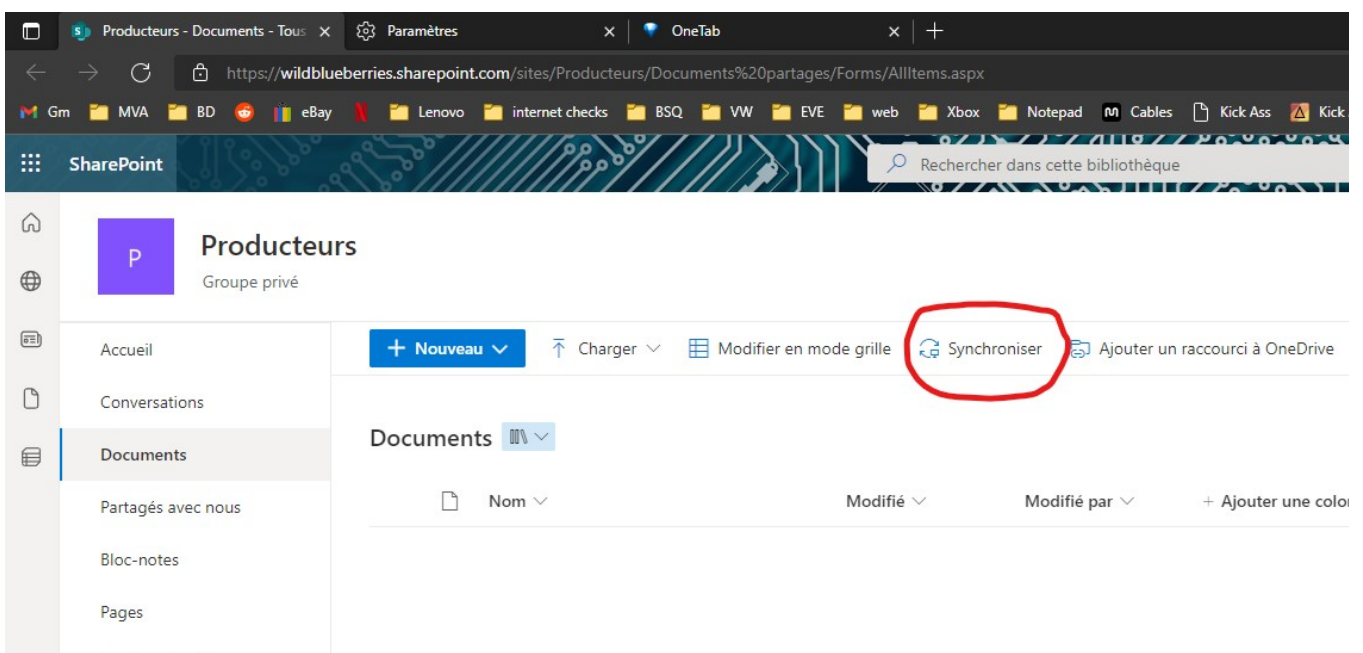 Producteurs - Documents - Tous
Paramètres
OneTab
https://wildblueberries.sharepoint.com/sites/Producteurs/Documents%20partages/Forms/AllItems.aspx
Gm MVA BD eBay Lenovo internet checks BSQ VW EVE web Xbox Notepad Cables Kick Ass Kick
SharePoint
Rechercher dans cette bibliothèque
P
Producteurs
Groupe privé
Accueil
Conversations
Documents
Partagés avec nous
Bloc-notes
Pages
Nouveau Charger Modifier en mode grille Synchroniser Ajouter un raccourci à OneDrive
Documents
Nom Modifié Modifié par + Ajouter une